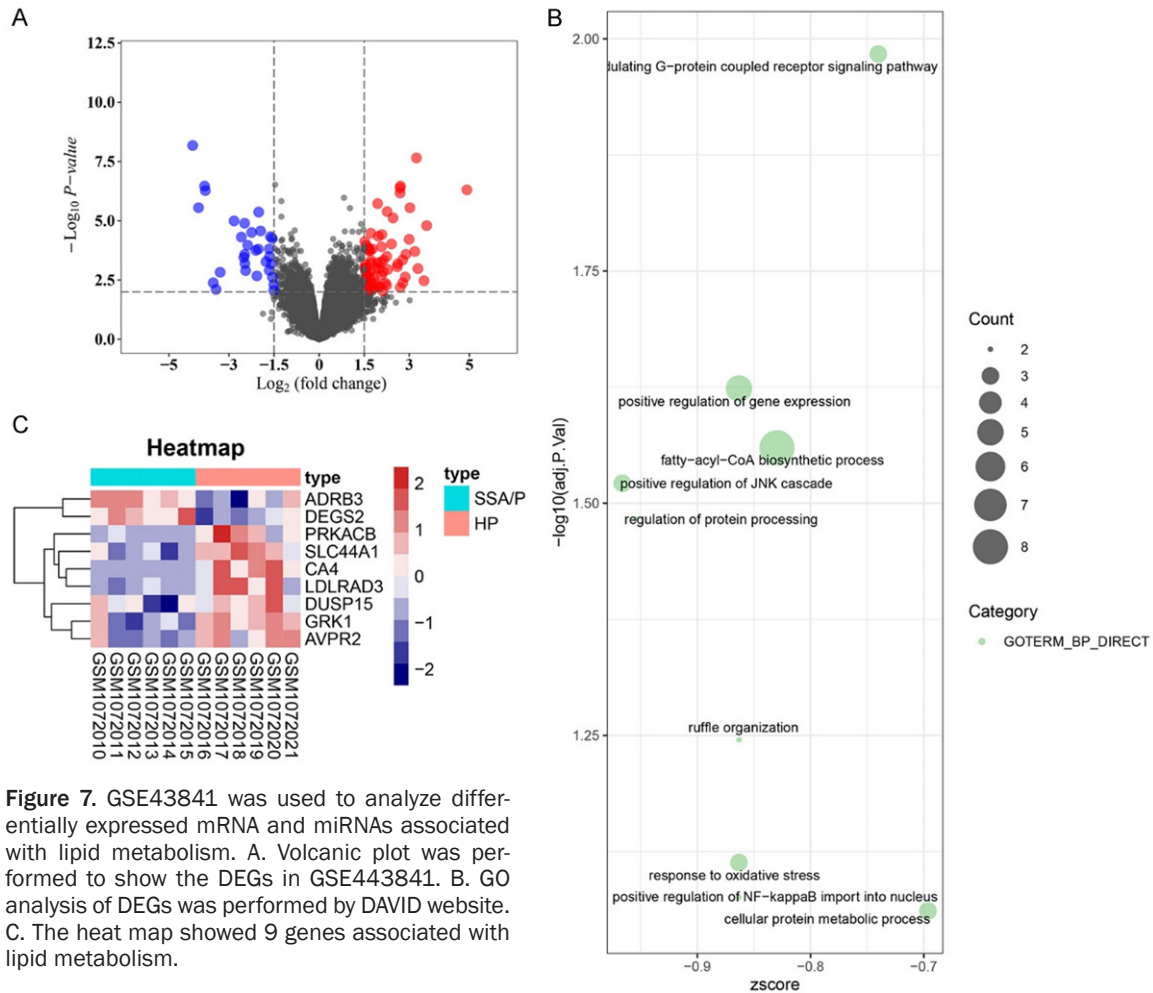 A
12.5
10.0
7.5
5.0
2.5
0.0
−Log10 P−value
−5
−3
−1.5
0
1.5
3
5
Log2 (fold change)
B
2.00
1.75
1.50
1.25
−log10(adj.P.Val)
dulating G−protein coupled receptor signaling pathway
positive regulation of gene expression
fatty−acyl−CoA biosynthetic process
positive regulation of JNK cascade
regulation of protein processing
ruffle organization
response to oxidative stress
positive regulation of NF−kappaB import into nucleus
cellular protein metabolic process
−0.9
−0.8
−0.7
zscore
Count
2
3
4
5
6
7
8
Category
GOTERM_BP_DIRECT
C
Heatmap
type
ADRB3
DEGS2
PRKACB
SLC44A1
CA4
LDLRAD3
DUSP15
GRK1
AVPR2
GSM1072010
GSM1072011
GSM1072012
GSM1072013
GSM1072014
GSM1072015
GSM1072016
GSM1072017
GSM1072018
GSM1072019
GSM1072020
GSM1072021
2
1
0
−1
−2
type
SSA/P
HP
Figure 7. GSE43841 was used to analyze differ-
entially expressed mRNA and miRNAs associated
with lipid metabolism. A. Volcanic plot was per-
formed to show the DEGs in GSE443841. B. GO
analysis of DEGs was performed by DAVID website.
C. The heat map showed 9 genes associated with
lipid metabolism.